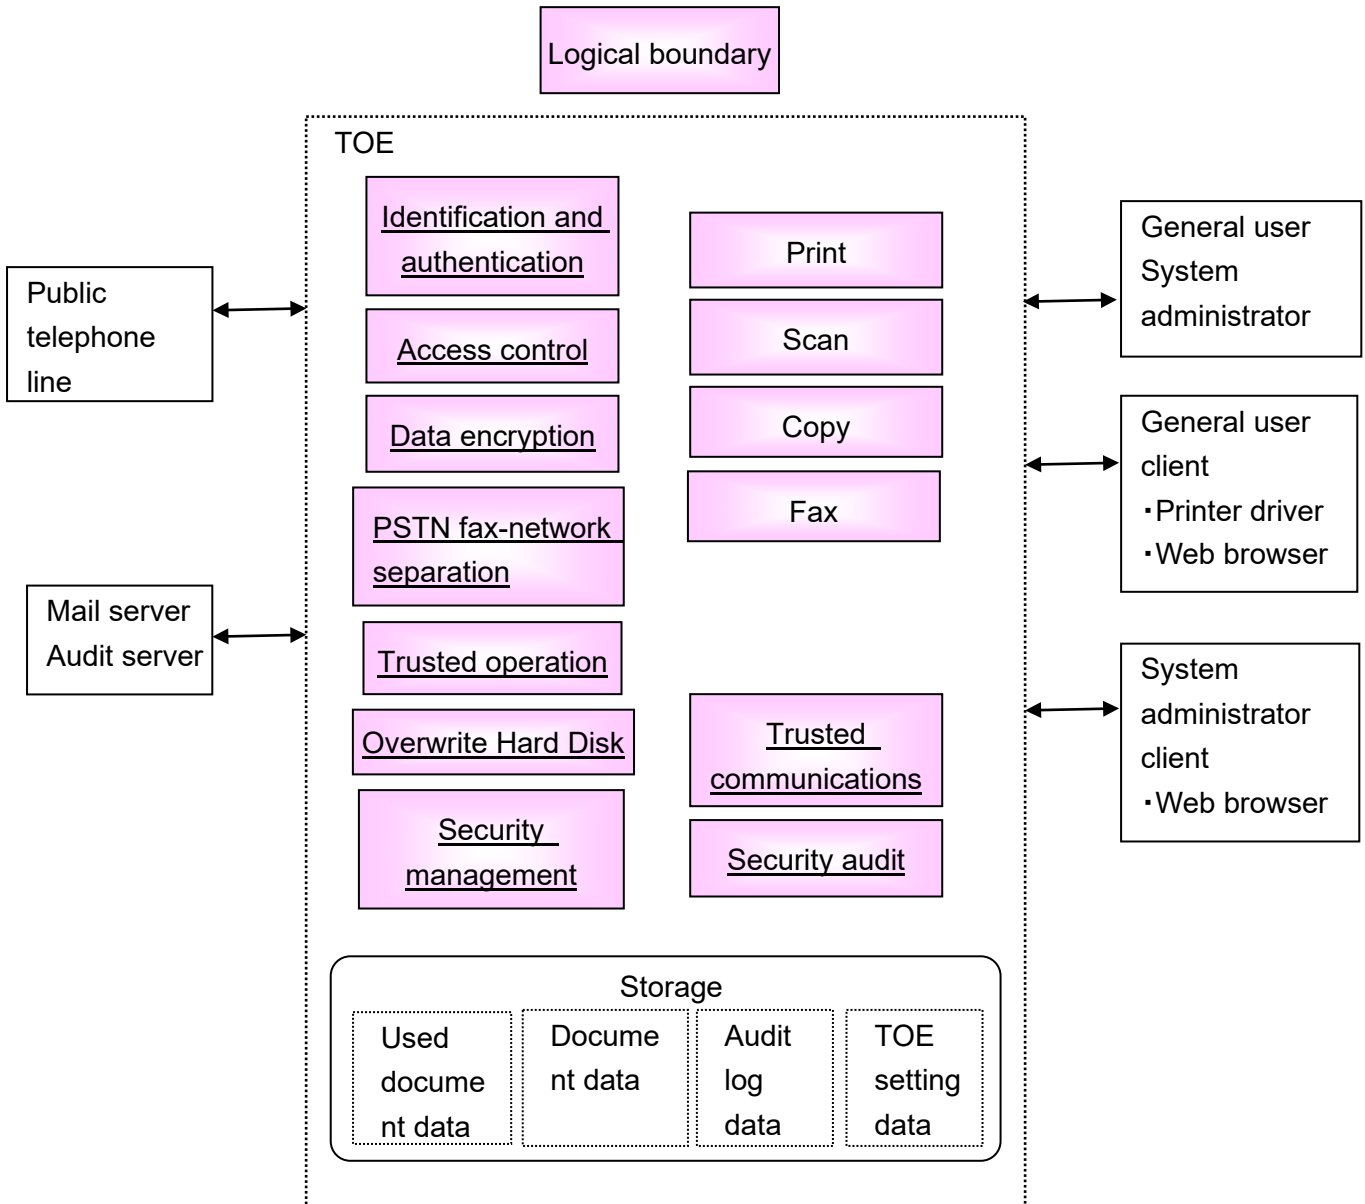 Logical boundary
TOE
Identification and
authentication
Access control
Data encryption
PSTN fax-network
separation
Trusted operation
Overwrite Hard Disk
Security
management
Print
Scan
Copy
Fax
Trusted
communications
Security audit
Storage
Used
docume
nt data
Docume
nt data
Audit
log
data
TOE
setting
data
Public
telephone
line
Mail server
Audit server
General user
System
administrator
General user
client
・Printer driver
・Web browser
System
administrator
client
・Web browser